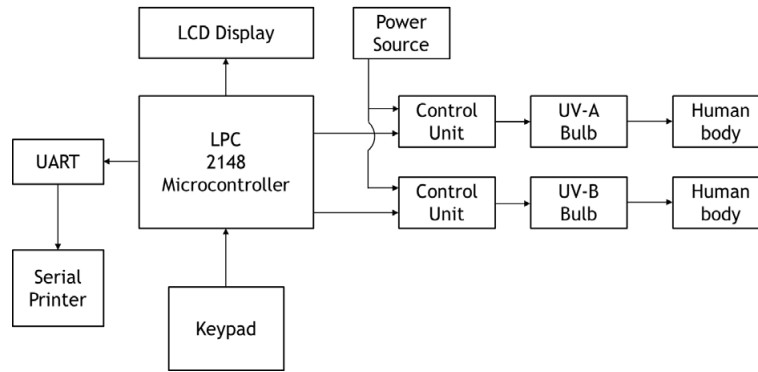 LCD Display
Power
Source
LPC
2148
Microcontroller
Control
Unit
UV-A
Bulb
Human
body
UART
Control
Unit
UV-B
Bulb
Human
body
Serial
Printer
Keypad